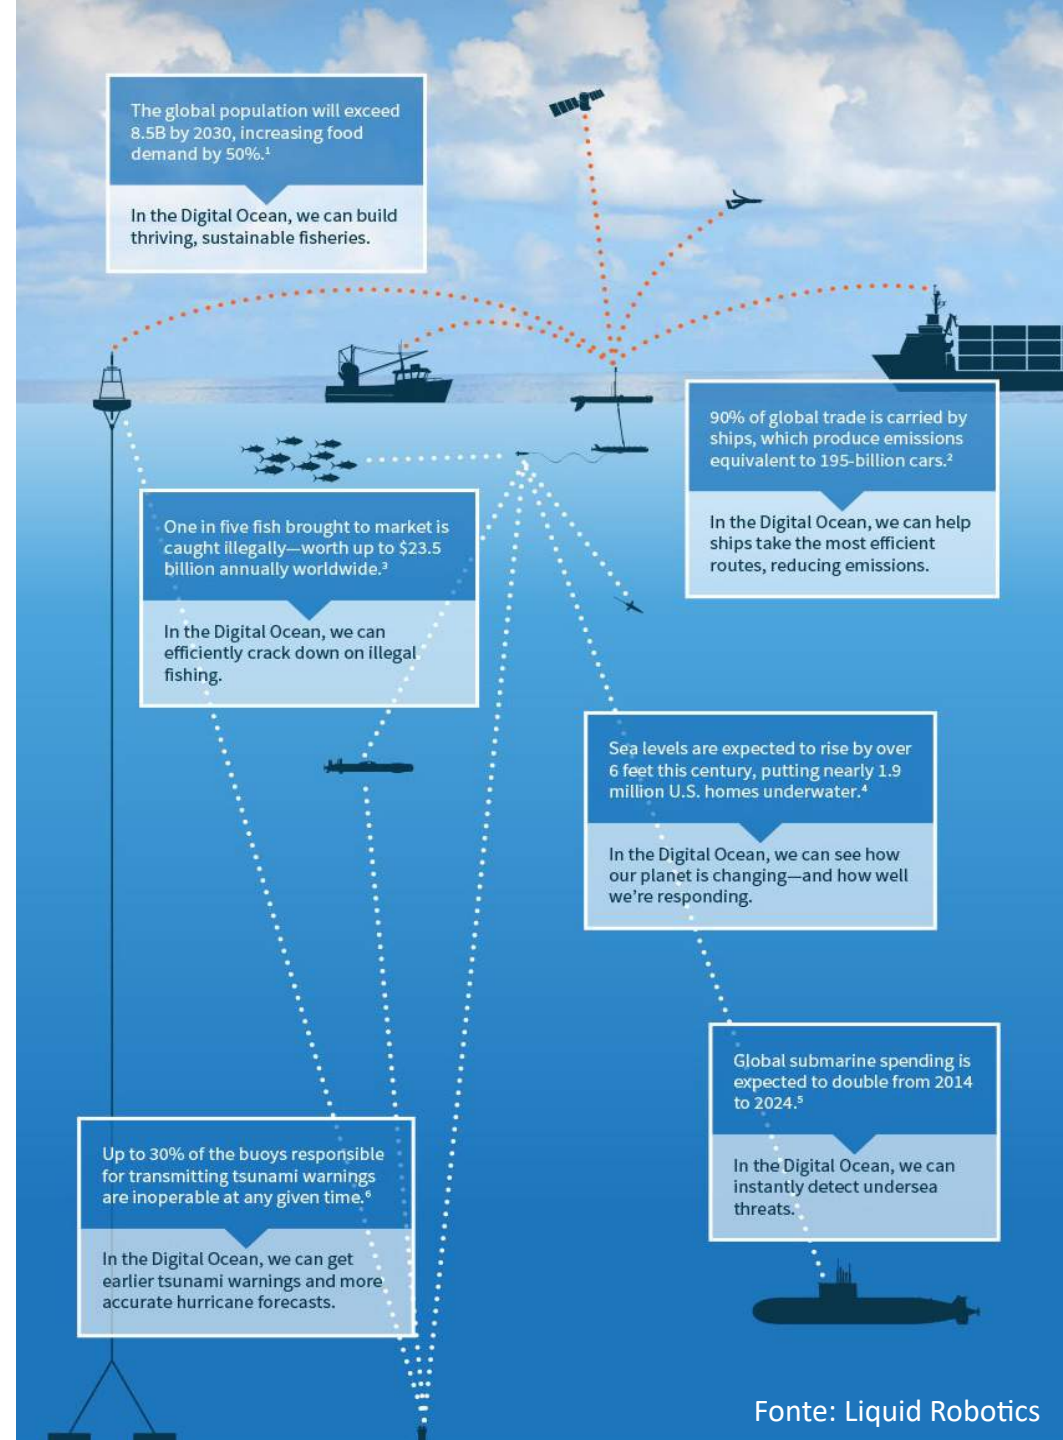 The global population will exceed
8.5B by 2030, increasing food
demand by 50%.¹
In the Digital Ocean, we can build
thriving, sustainable fisheries.
90% of global trade is carried by
ships, which produce emissions
equivalent to 195-billion cars.²
In the Digital Ocean, we can help
ships take the most efficient
routes, reducing emissions.
One in five fish brought to market is
caught illegally—worth up to $23.5
billion annually worldwide.³
In the Digital Ocean, we can
efficiently crack down on illegal
fishing.
Sea levels are expected to rise by over
6 feet this century, putting nearly 1.9
million U.S. homes underwater.⁴
In the Digital Ocean, we can see how
our planet is changing—and how well
we’re responding.
Global submarine spending is
expected to double from 2014
to 2024.⁵
In the Digital Ocean, we can
instantly detect undersea
threats.
Up to 30% of the buoys responsible
for transmitting tsunami warnings
are inoperable at any given time.⁶
In the Digital Ocean, we can get
earlier tsunami warnings and more
accurate hurricane forecasts.
Fonte: Liquid Robotics